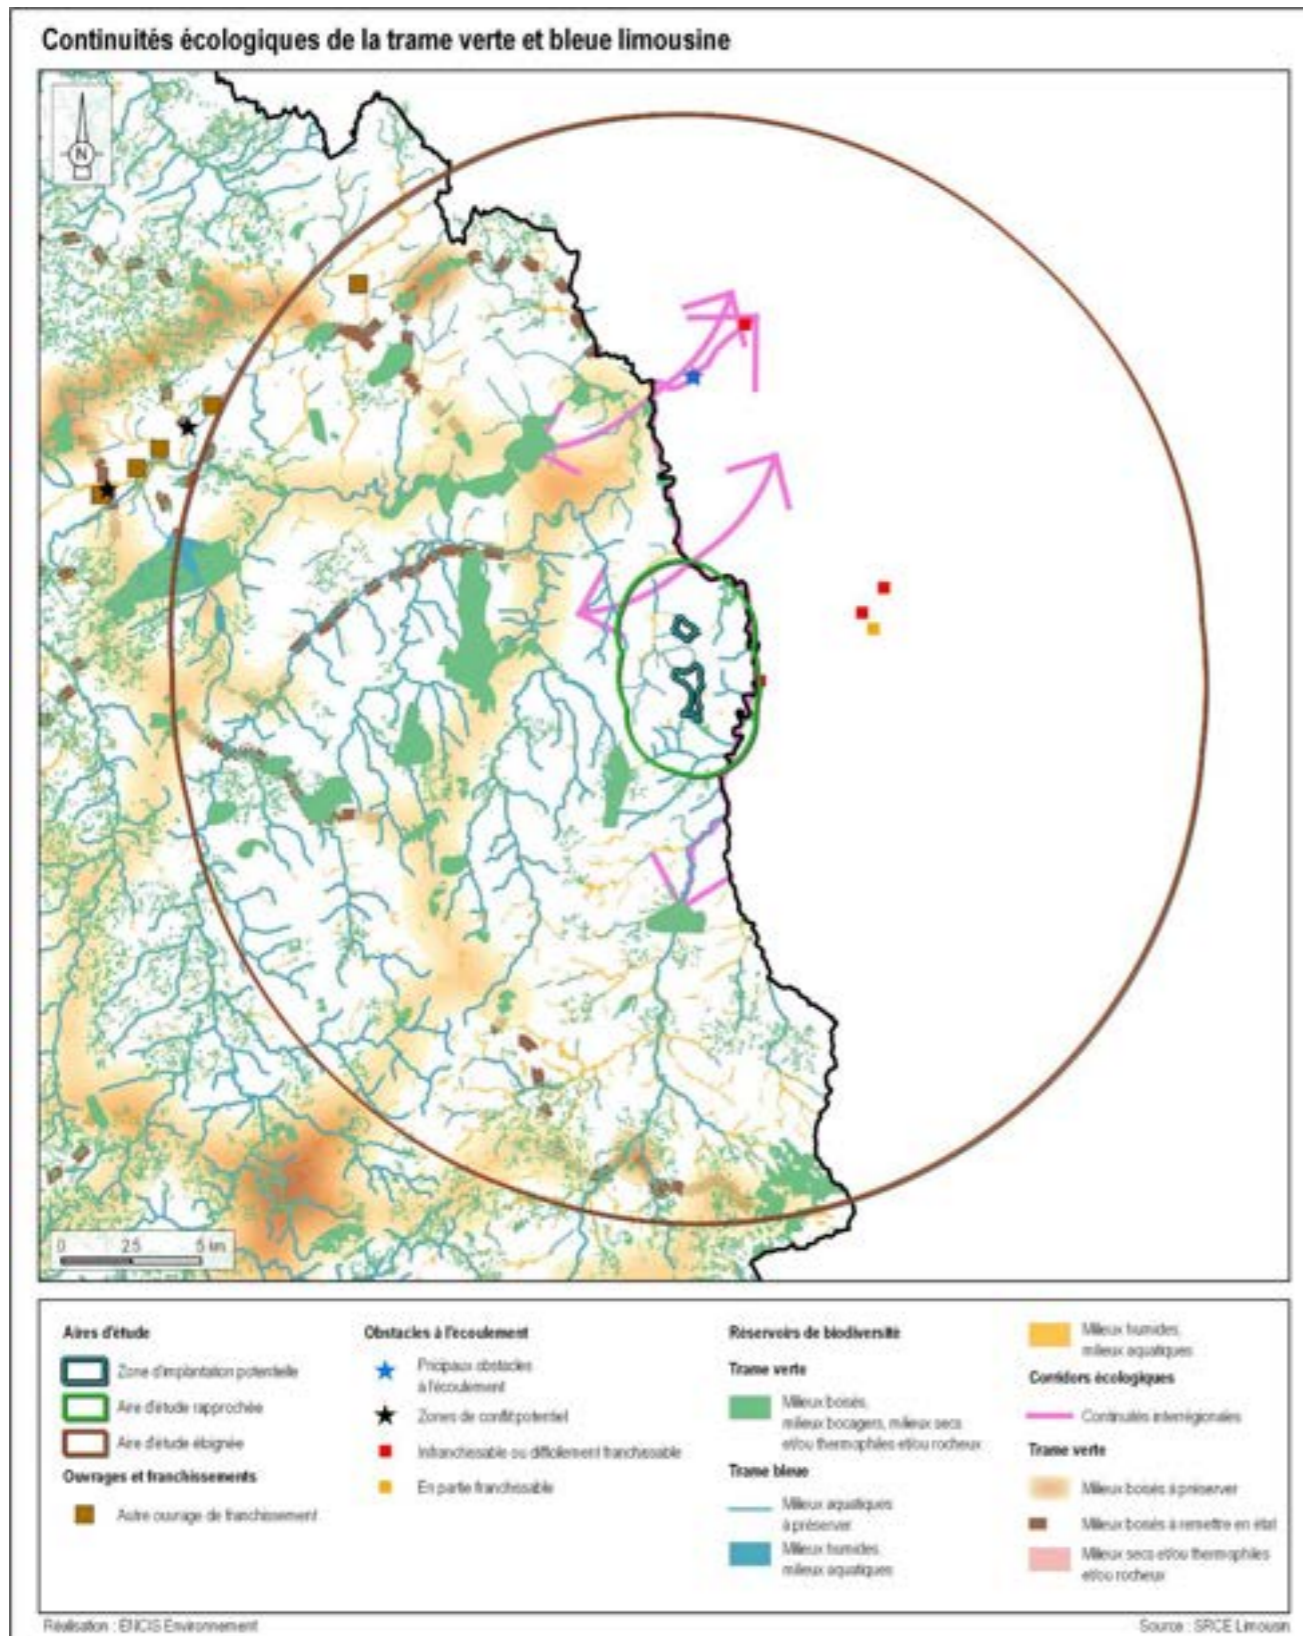 Continuités écologiques de la trame verte et bleue limousine
N
0 2.5 5 km
Aires d'étude
Zone d'implantation potentielle
Aire d'étude rapprochée
Aire d'étude éloignée
Ouvrages et franchissements
Autre ouvrage de franchissement
Obstacles à l'écoulement
Pricipaux obstacles
à l'écoulement
Zones de conflit potentiel
Infranchissable ou difficilement franchissable
En partie franchissable
Réservoirs de biodiversité
Trame verte
Milieux boisés,
milieux bocagers, milieux secs
et/ou thermophiles et/ou rocheux
Trame bleue
Milieux aquatiques
à préserver
Milieux humides,
milieux aquatiques
Milieux humides,
milieux aquatiques
Corridors écologiques
Continuités interrégionales
Trame verte
Milieux boisés à préserver
Milieux boisés à remettre en état
Milieux secs et/ou thermophiles
et/ou rocheux
Réalisation : ENCIS Environnement
Source : SRCE Limousin